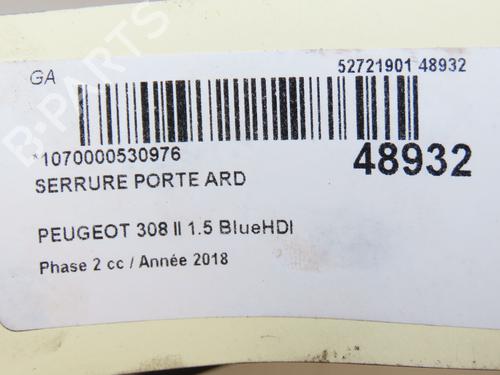 GA
52721901 48932
*1070000530976
48932
SERRURE PORTE ARD
PEUGEOT 308 II 1.5 BlueHDI
Phase 2 cc / Année 2018
B-PARTS